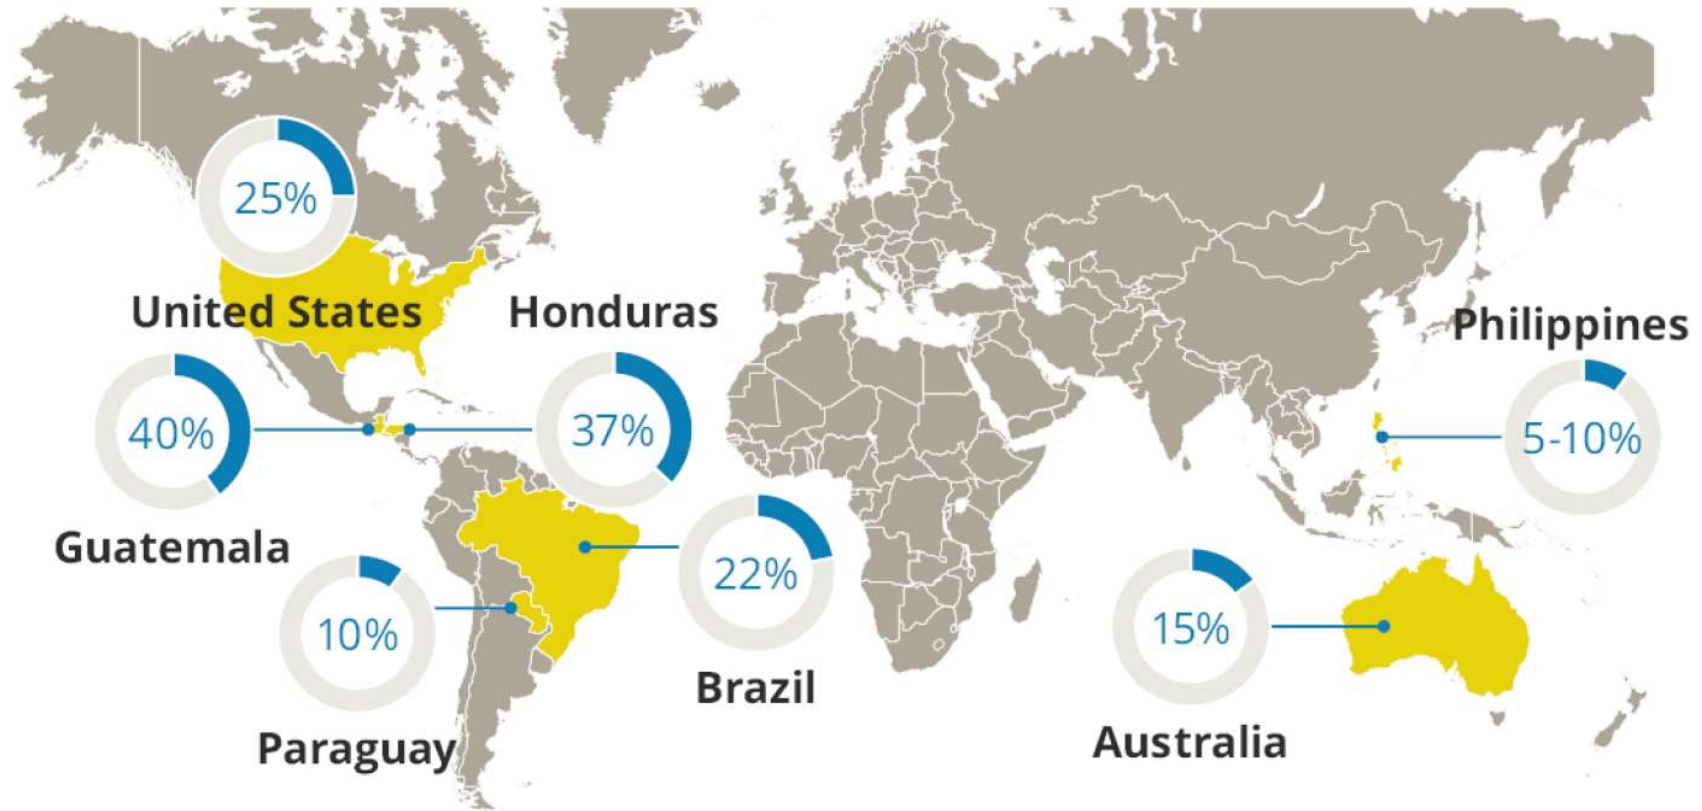 25%
United States
Honduras
Philippines
40%
37%
5-10%
Guatemala
22%
10%
15%
Brazil
Paraguay
Australia